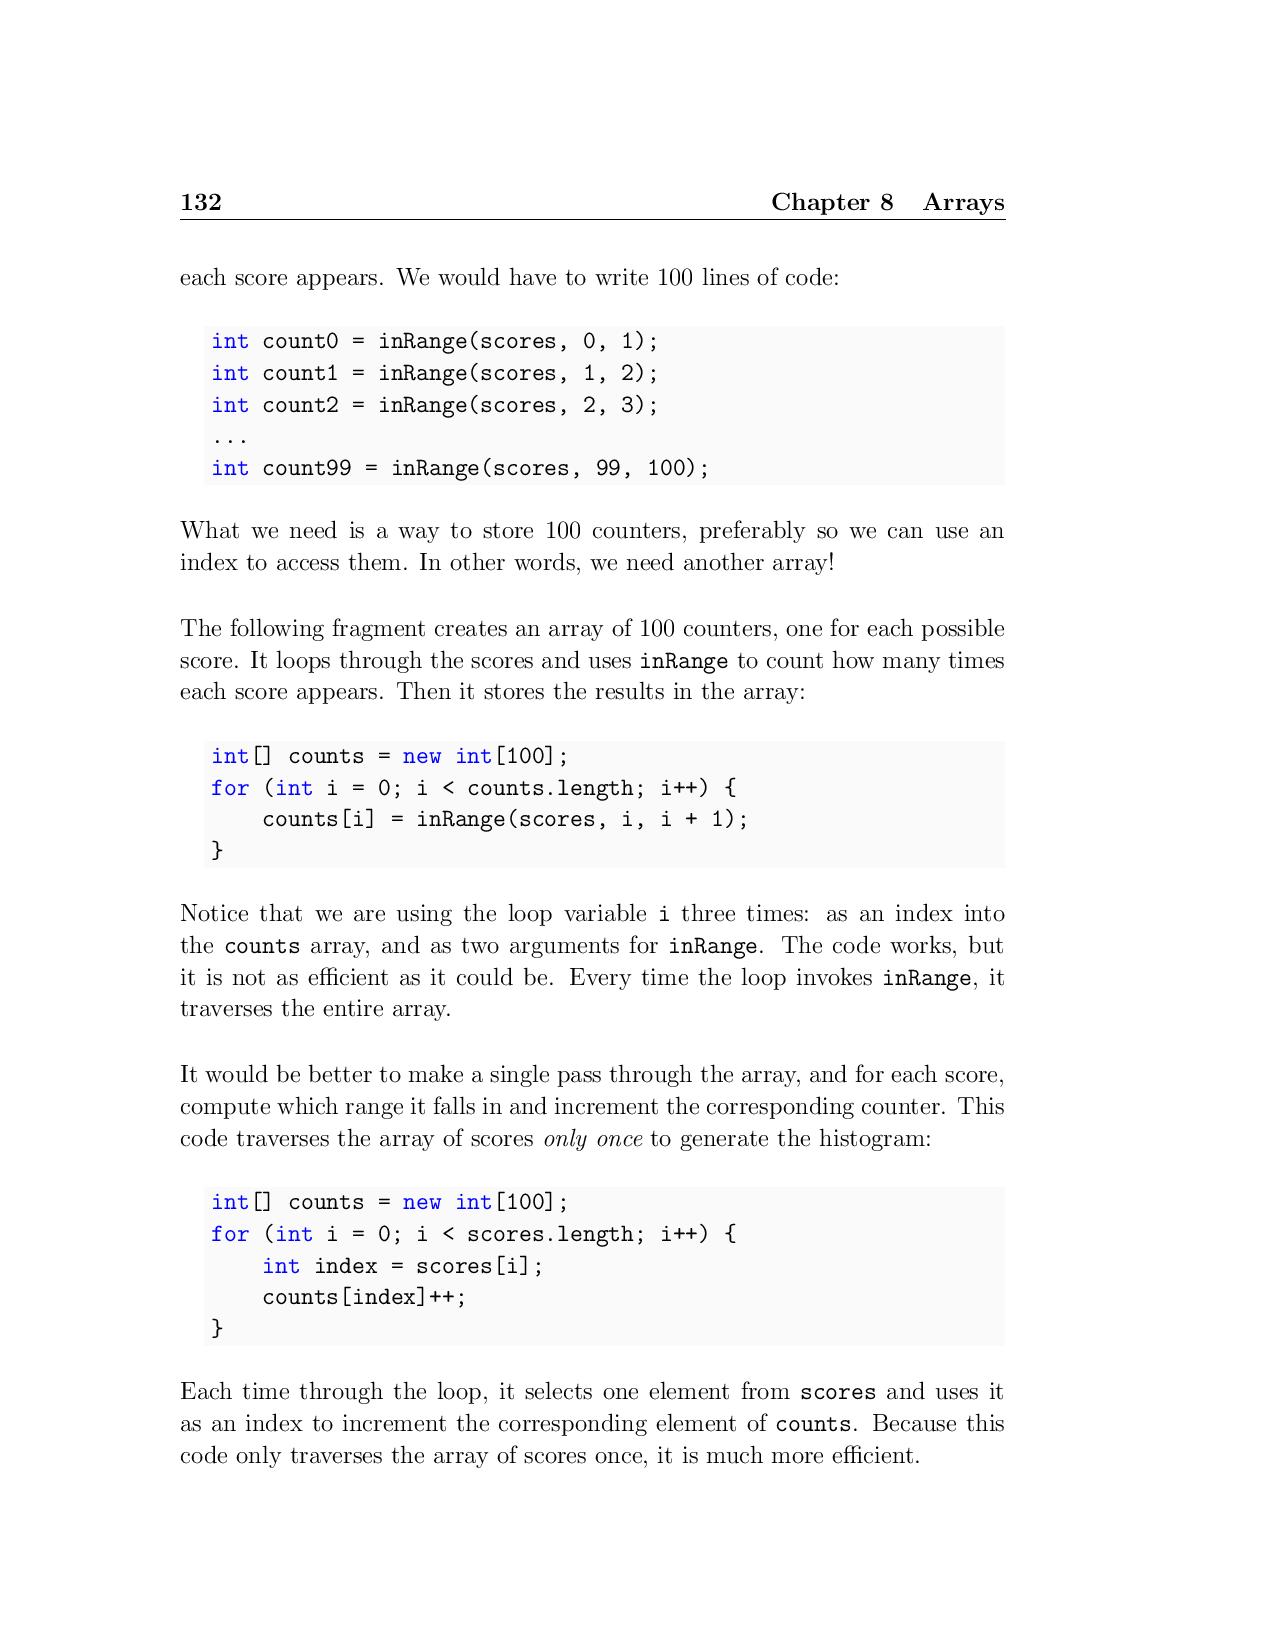 132 Chapter 8 Arrays
each score appears. We would have to write 100 lines of code:
int count0 = inRange(scores, 0, 1);
int count1 = inRange(scores, 1, 2);
int count2 = inRange(scores, 2, 3);
...
int count99 = inRange(scores, 99, 100);
What we need is a way to store 100 counters, preferably so we can use an
index to access them. In other words, we need another array!
The following fragment creates an array of 100 counters, one for each possible
score. It loops through the scores and uses inRange to count how many times
each score appears. Then it stores the results in the array:
int[] counts = new int[100];
for (int i = 0; i < counts.length; i++) {
    counts[i] = inRange(scores, i, i + 1);
}
Notice that we are using the loop variable i three times: as an index into
the counts array, and as two arguments for inRange. The code works, but
it is not as efficient as it could be. Every time the loop invokes inRange, it
traverses the entire array.
It would be better to make a single pass through the array, and for each score,
compute which range it falls in and increment the corresponding counter. This
code traverses the array of scores only once to generate the histogram:
int[] counts = new int[100];
for (int i = 0; i < scores.length; i++) {
    int index = scores[i];
    counts[index]++;
}
Each time through the loop, it selects one element from scores and uses it
as an index to increment the corresponding element of counts. Because this
code only traverses the array of scores once, it is much more efficient.